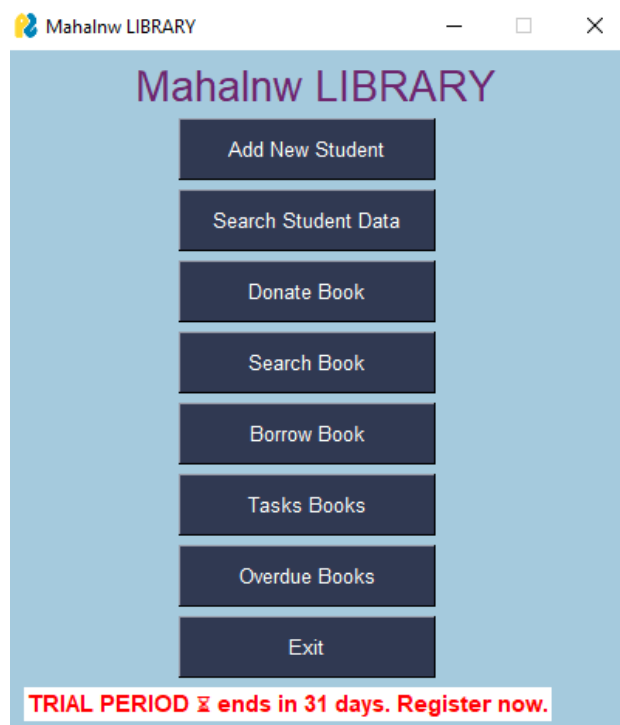 Mahalnw LIBRARY
Mahalnw LIBRARY
Add New Student
Search Student Data
Donate Book
Search Book
Borrow Book
Tasks Books
Overdue Books
Exit
TRIAL PERIOD ⏳ ends in 31 days. Register now.